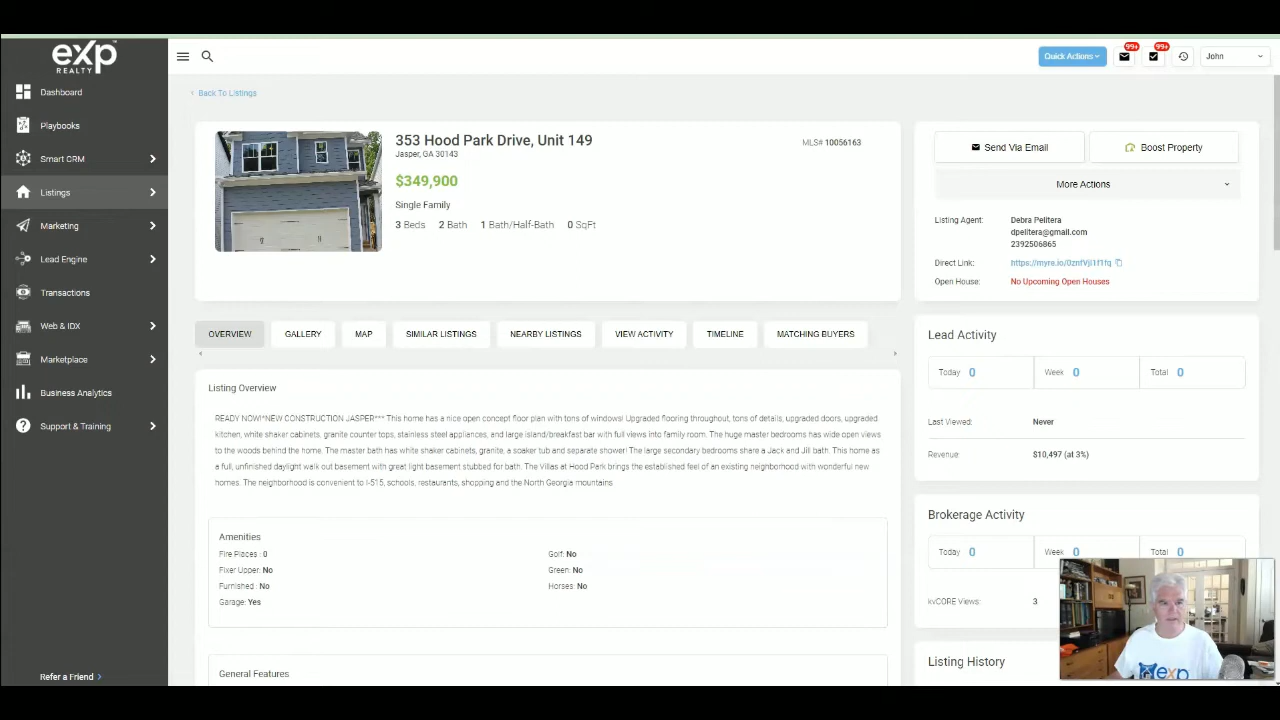 eXp
REALTY
Dashboard
Playbooks
Smart CRM
Listings
Marketing
Lead Engine
Transactions
Web & IDX
Marketplace
Business Analytics
Support & Training
Refer a Friend
Quick Actions
99+
99+
John
Back To Listings
353 Hood Park Drive, Unit 149
Jasper, GA 30143
MLS# 10056163
$349,900
Single Family
3 Beds 2 Bath 1 Bath/Half-Bath 0 SqFt
Send Via Email
Boost Property
More Actions
Listing Agent: Debra Pelitera
dpelitera@gmail.com
2392506865
Direct Link:
Open House: No Upcoming Open Houses
OVERVIEW GALLERY MAP SIMILAR LISTINGS NEARBY LISTINGS VIEW ACTIVITY TIMELINE MATCHING BUYERS
Listing Overview
READY NOW!*NEW CONSTRUCTION JASPER*** This home has a nice open concept floor plan with tons of windows! Upgraded flooring throughout, tons of details, upgraded doors, upgraded
kitchen, white shaker cabinets, granite counter tops, stainless steel appliances, and large island/breakfast bar with full views into family room. The huge master bedrooms has wide open views
to the woods behind the home. The master bath has white shaker cabinets, granite, a soaker tub and separate shower! The large secondary bedrooms share a Jack and Jill bath. This home as
a full, unfinished daylight walk out basement with great light basement stubbed for bath. The Villas at Hood Park brings the established feel of an existing neighborhood with wonderful new
homes. The neighborhood is convenient to I-515, schools, restaurants, shopping and the North Georgia mountains.
Amenities
Fire Places : 0
Golf: No
Fixer Upper: No
Green: No
Furnished : No
Horses: No
Garage: Yes
General Features
Lead Activity
Today 0 Week 0 Total 0
Last Viewed: Never
Revenue: $10,497 (at 3%)
Brokerage Activity
Today 0 Week 0 Total 0
kvCORE Views: 3
Listing History
exp